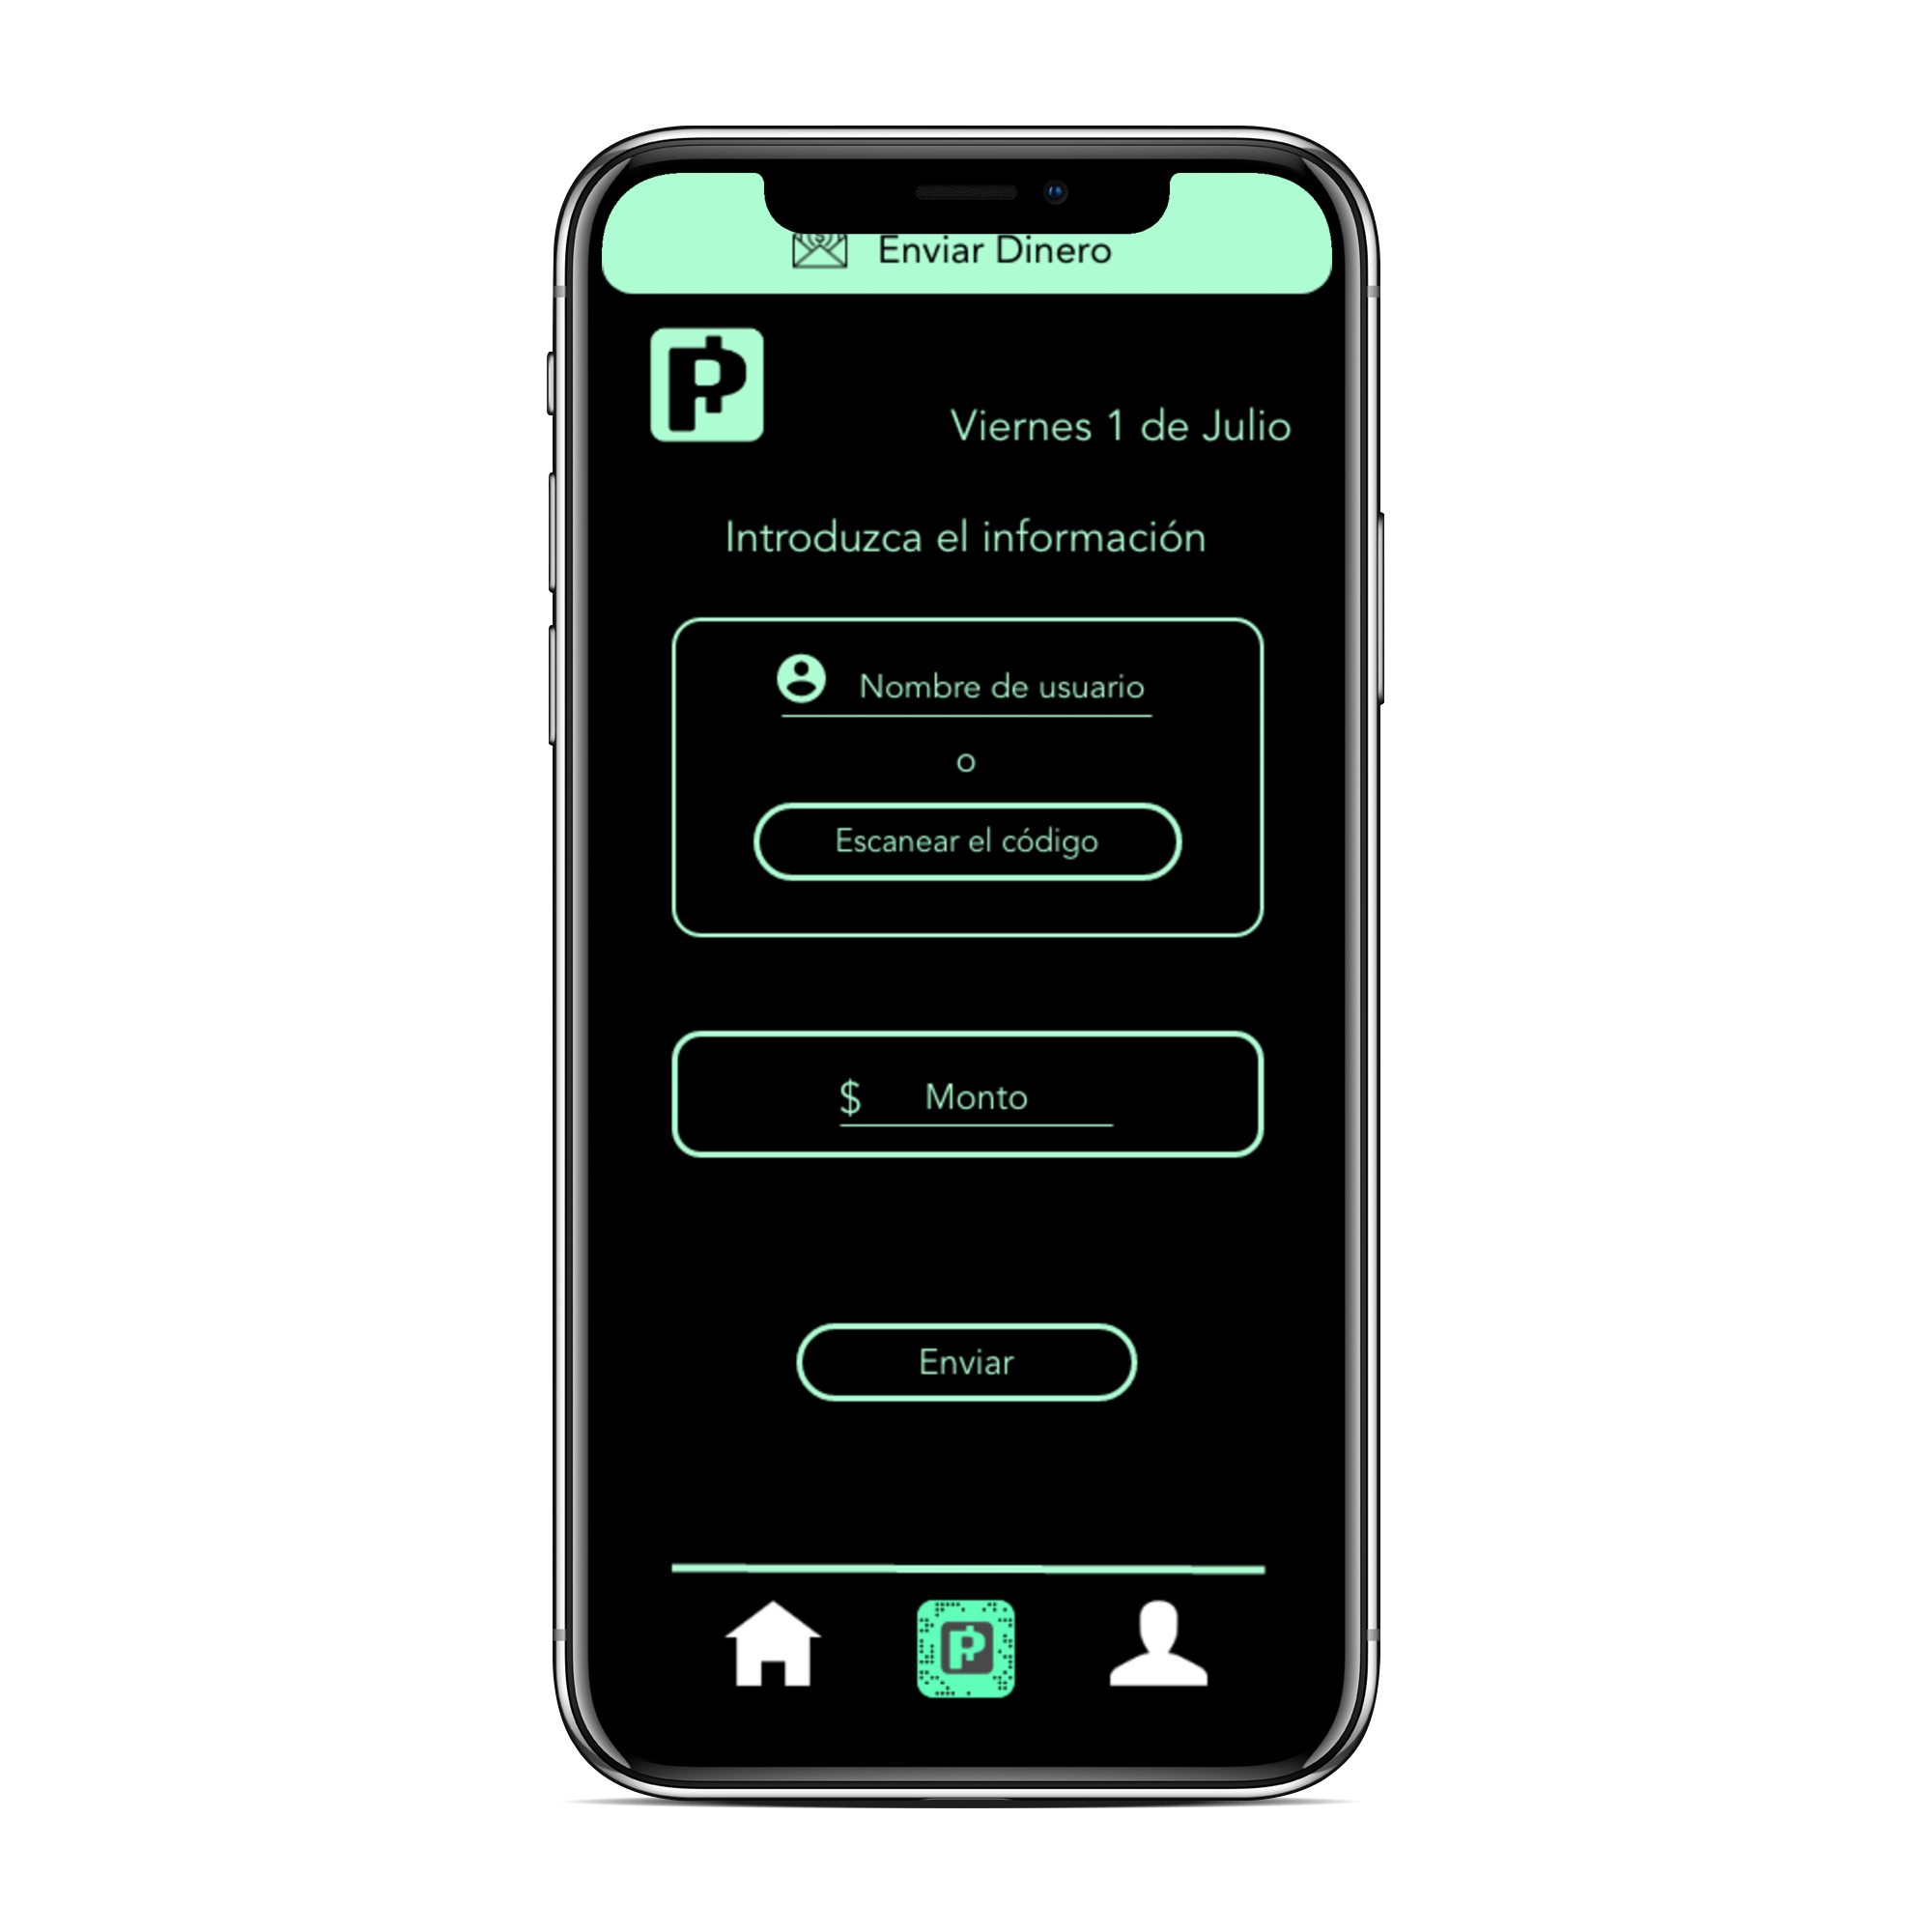 Enviar Dinero
P
Viernes 1 de Julio
Introduzca el información
Nombre de usuario
o
Escanear el código
$ Monto
Enviar
P